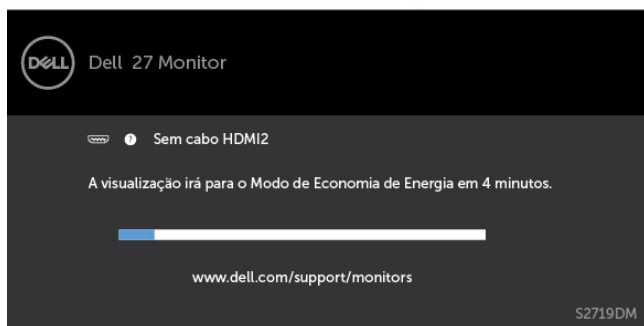 DELL Dell 27 Monitor
? Sem cabo HDMI2
A visualização irá para o Modo de Economia de Energia em 4 minutos.
www.dell.com/support/monitors
S2719DM